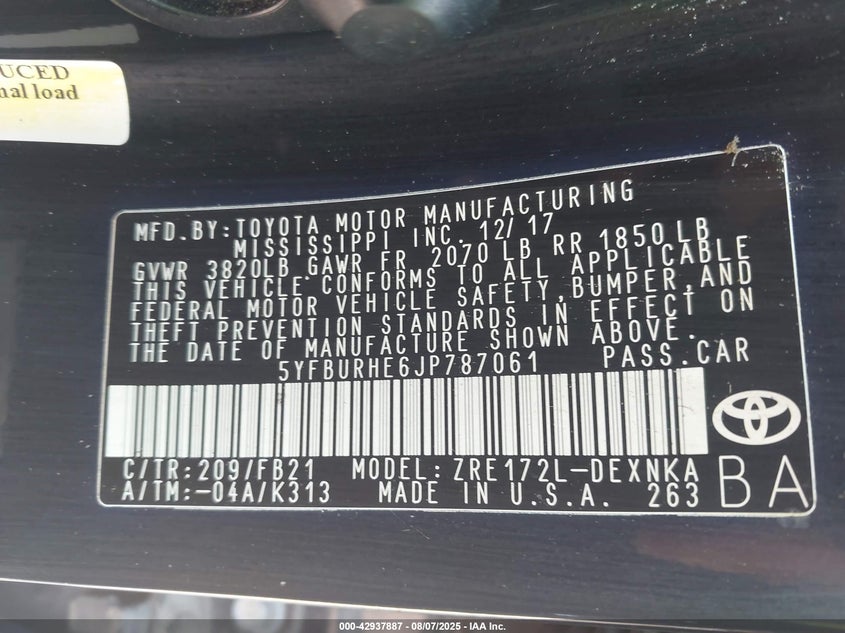 UCED
nal load
MFD.BY:TOYOTA MOTOR MANUFACTURING
MISSISSIPPI INC. 12/17
GVWR 3820LB GAWR FR 2070 LB RR 1850LB
THIS VEHICLE CONFORMS TO ALL APPLICABLE
FEDERAL MOTOR VEHICLE SAFETY,BUMPER,AND
THEFT PREVENTION STANDARDS IN EFFECT ON
THE DATE OF MANUFACTURE SHOWN ABOVE.
5YFBURHE6JP787061 PASS.CAR
C/TR:209/FB21 MODEL:ZRE172L-DEXNKA
A/TM:-04A/K313 MADE IN U.S.A. 263
BA
000-42937887 - 08/07/2025 - IAA Inc.